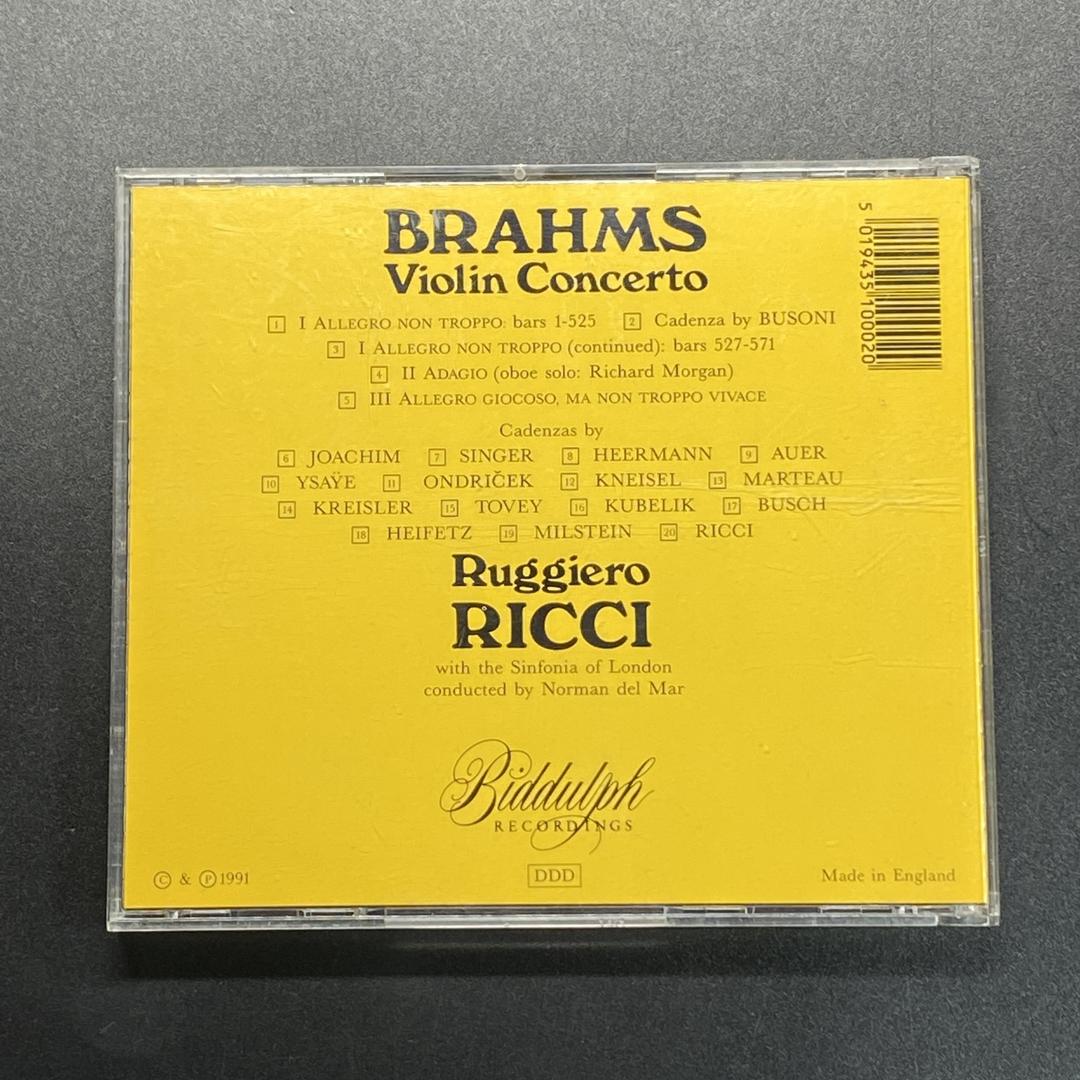 BRAHMS
Violin Concerto
1 I ALLEGRO NON TROPPO: bars 1-525 2 Cadenza by BUSONI
3 I ALLEGRO NON TROPPO (continued): bars 527-571
4 II ADAGIO (oboe solo: Richard Morgan)
5 III ALLEGRO GIOCOSO, MA NON TROPPO VIVACE
Cadenzas by
6 JOACHIM 7 SINGER 8 HEERMANN 9 AUER
10 YSAŸE 11 ONDRIČEK 12 KNEISEL 13 MARTEAU
14 KREISLER 15 TOVEY 16 KUBELIK 17 BUSCH
18 HEIFETZ 19 MILSTEIN 20 RICCI
Ruggiero
RICCI
with the Sinfonia of London
conducted by Norman del Mar
Biddulph
RECORDINGS
© & ℗ 1991
DDD
Made in England
5 019435 100020